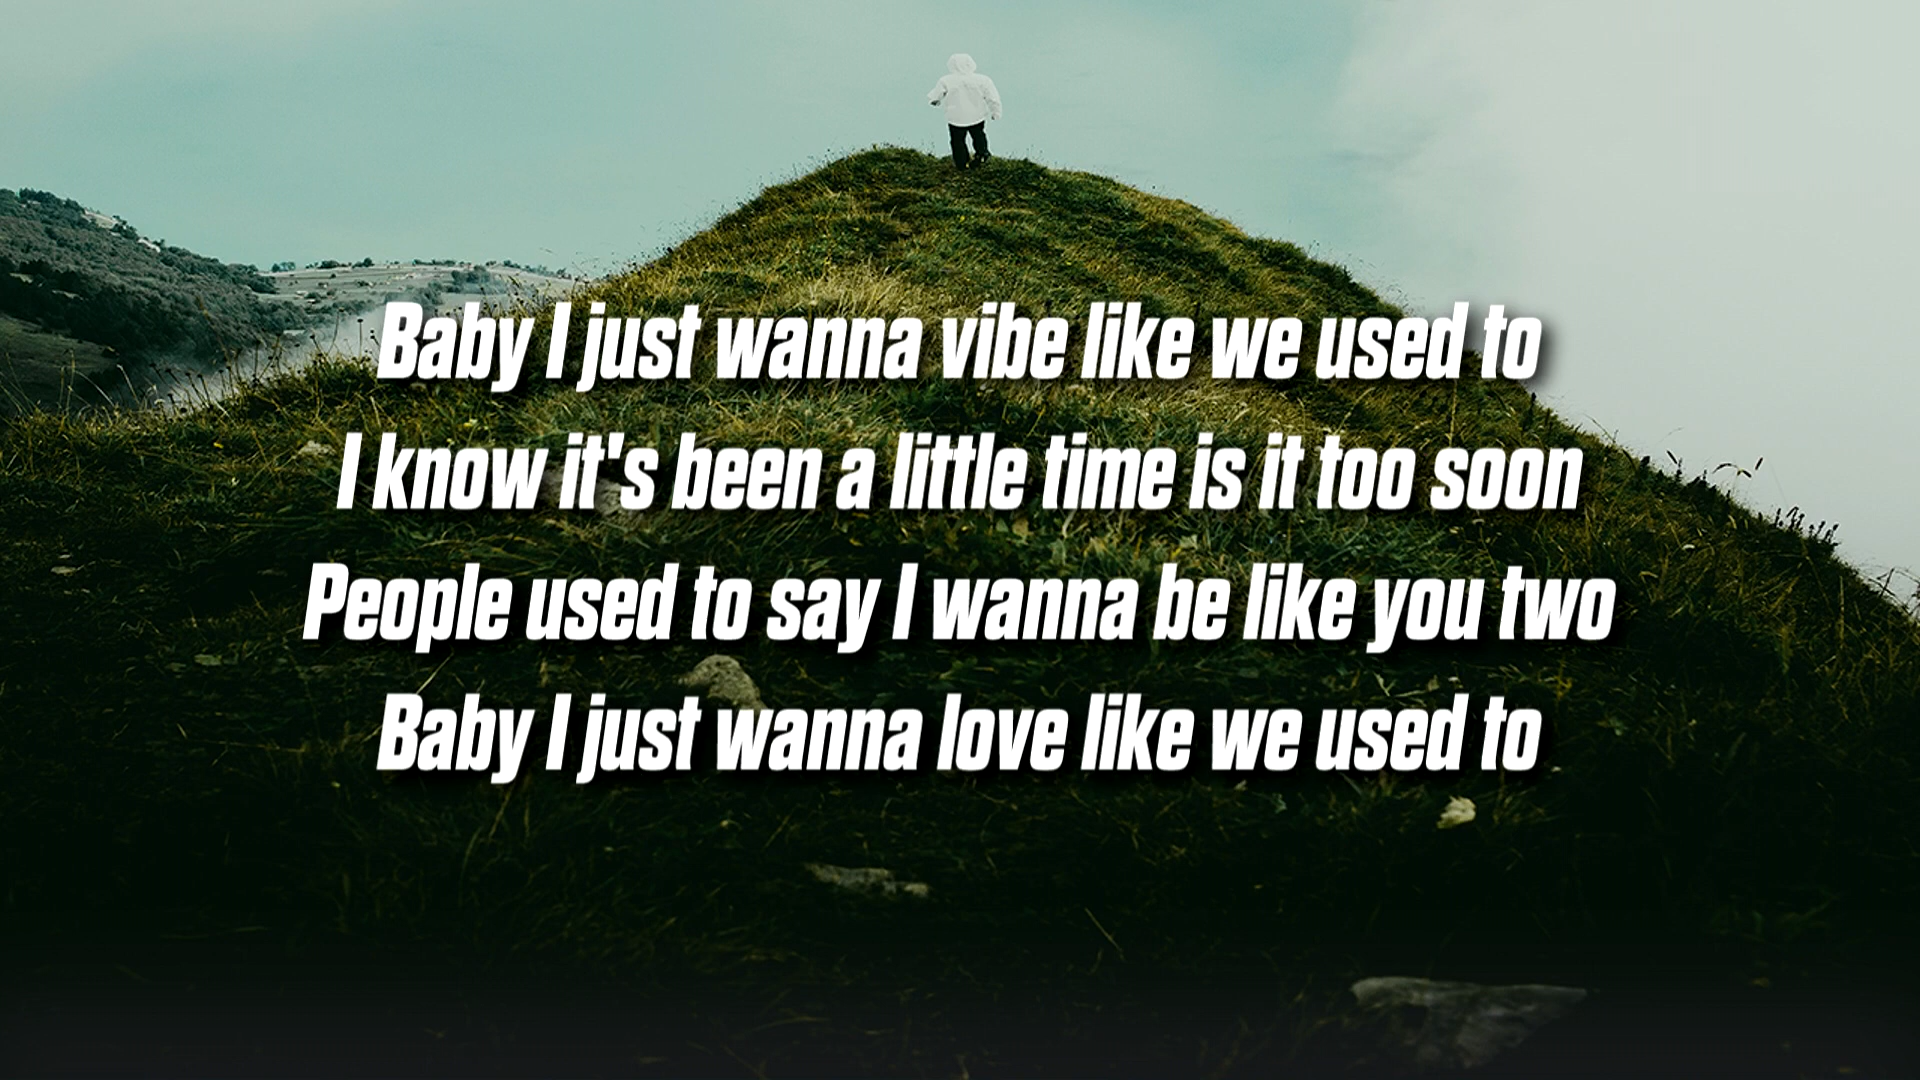 Baby I just wanna vibe like we used to
I know it's been a little time is it too soon
People used to say I wanna be like you two
Baby I just wanna love like we used to